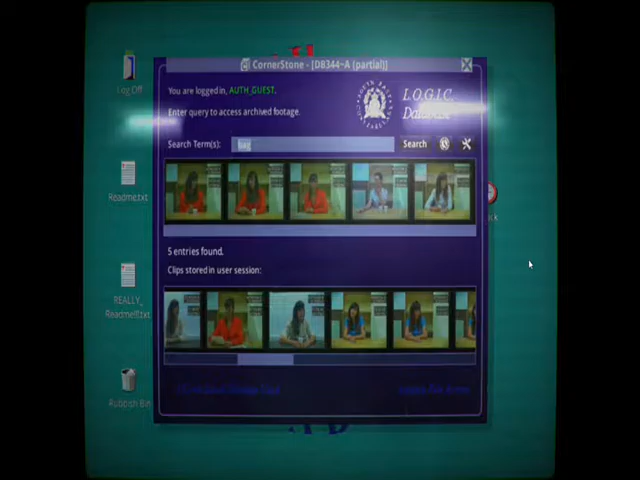 CornerStone - [DB344~A (partial)]
Log Off
You are logged in, AUTH_GUEST.
Enter query to access archived footage.
L.O.G.I.C.
Database
Search Term(s):
bag
Search
Readme.txt
5 entries found.
Clips stored in user session:
REALLY_
Readme!!!.txt
Rubbish Bin